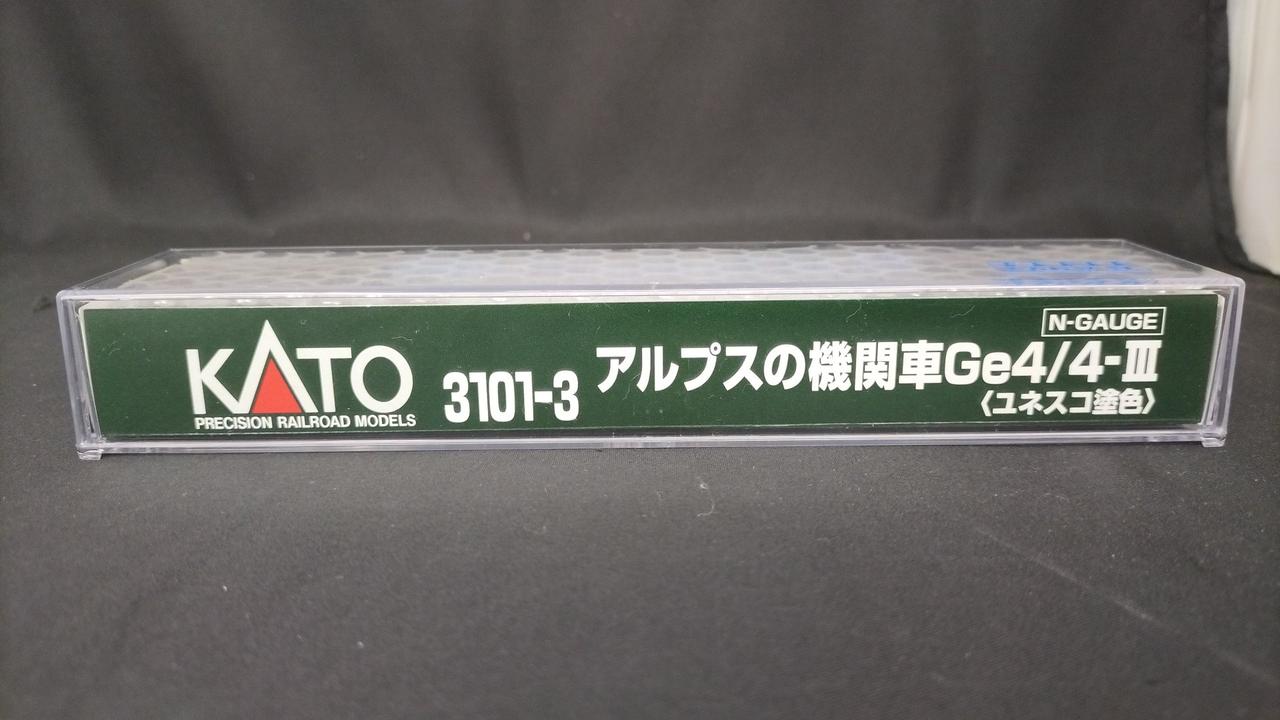 KATO
PRECISION RAILROAD MODELS
3101-3
N-GAUGE
アルプスの機関車Ge4/4-III
〈ユネスコ塗色〉